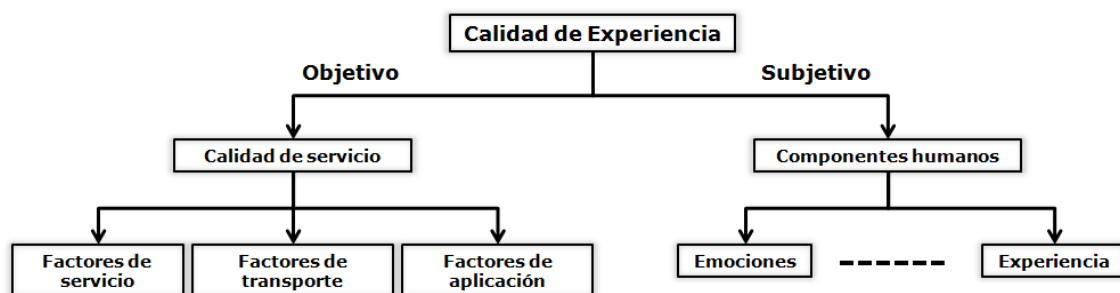 Calidad de Experiencia
Objetivo
Subjetivo
Calidad de servicio
Componentes humanos
Factores de
servicio
Factores de
transporte
Factores de
aplicación
Emociones
Experiencia